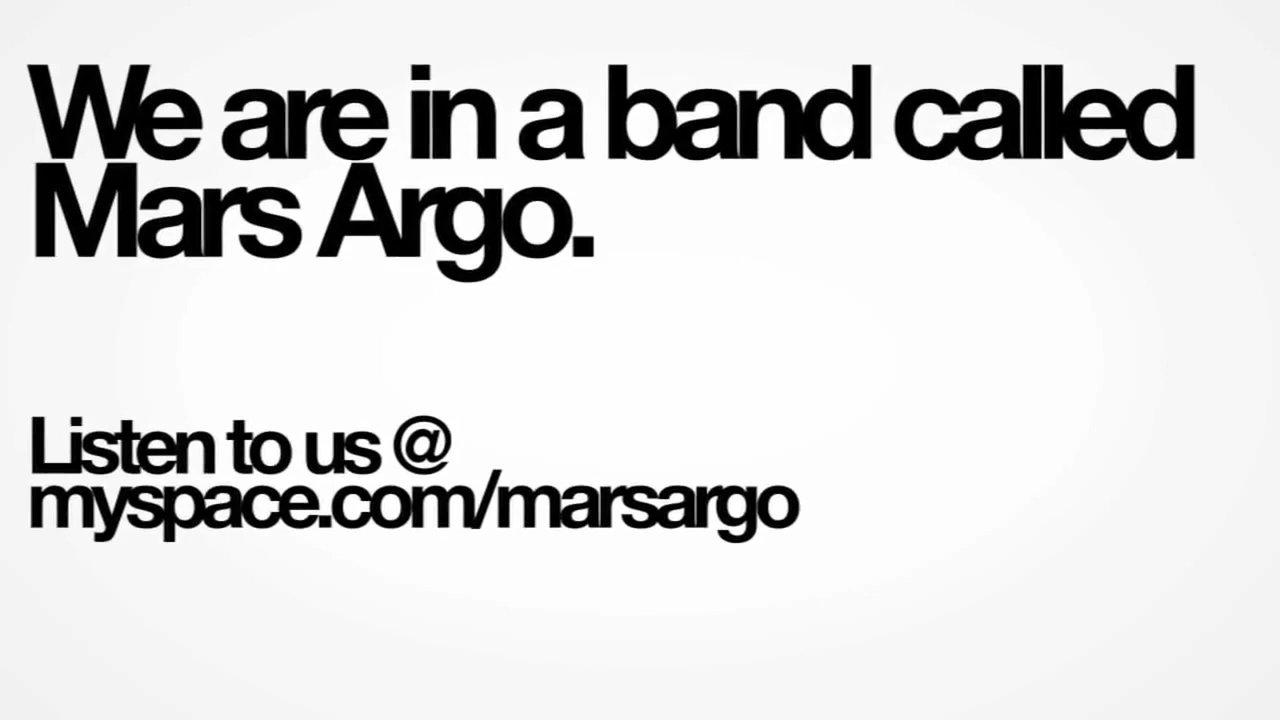 We are in a band called
Mars Argo.
Listen to us @
myspace.com/marsargo